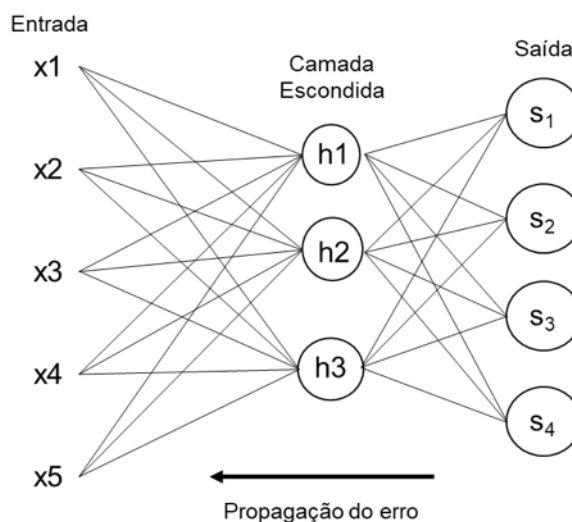 Entrada
x1
x2
x3
x4
x5
Camada
Escondida
h1
h2
h3
Saída
s₁
s₂
s₃
s₄
Propagação do erro